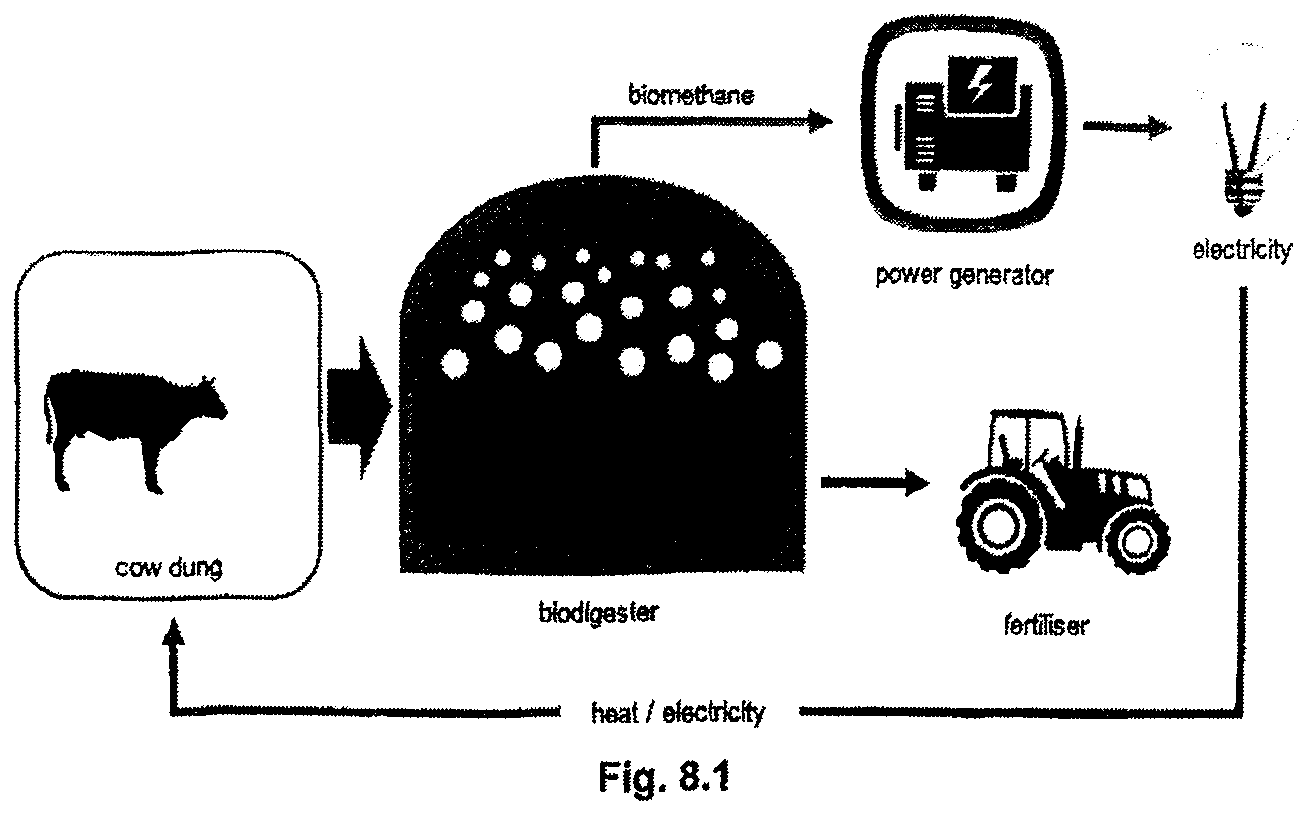 biomethane
power generator
electricity
cow dung
biodigester
fertiliser
heat / electricity
Fig. 8.1